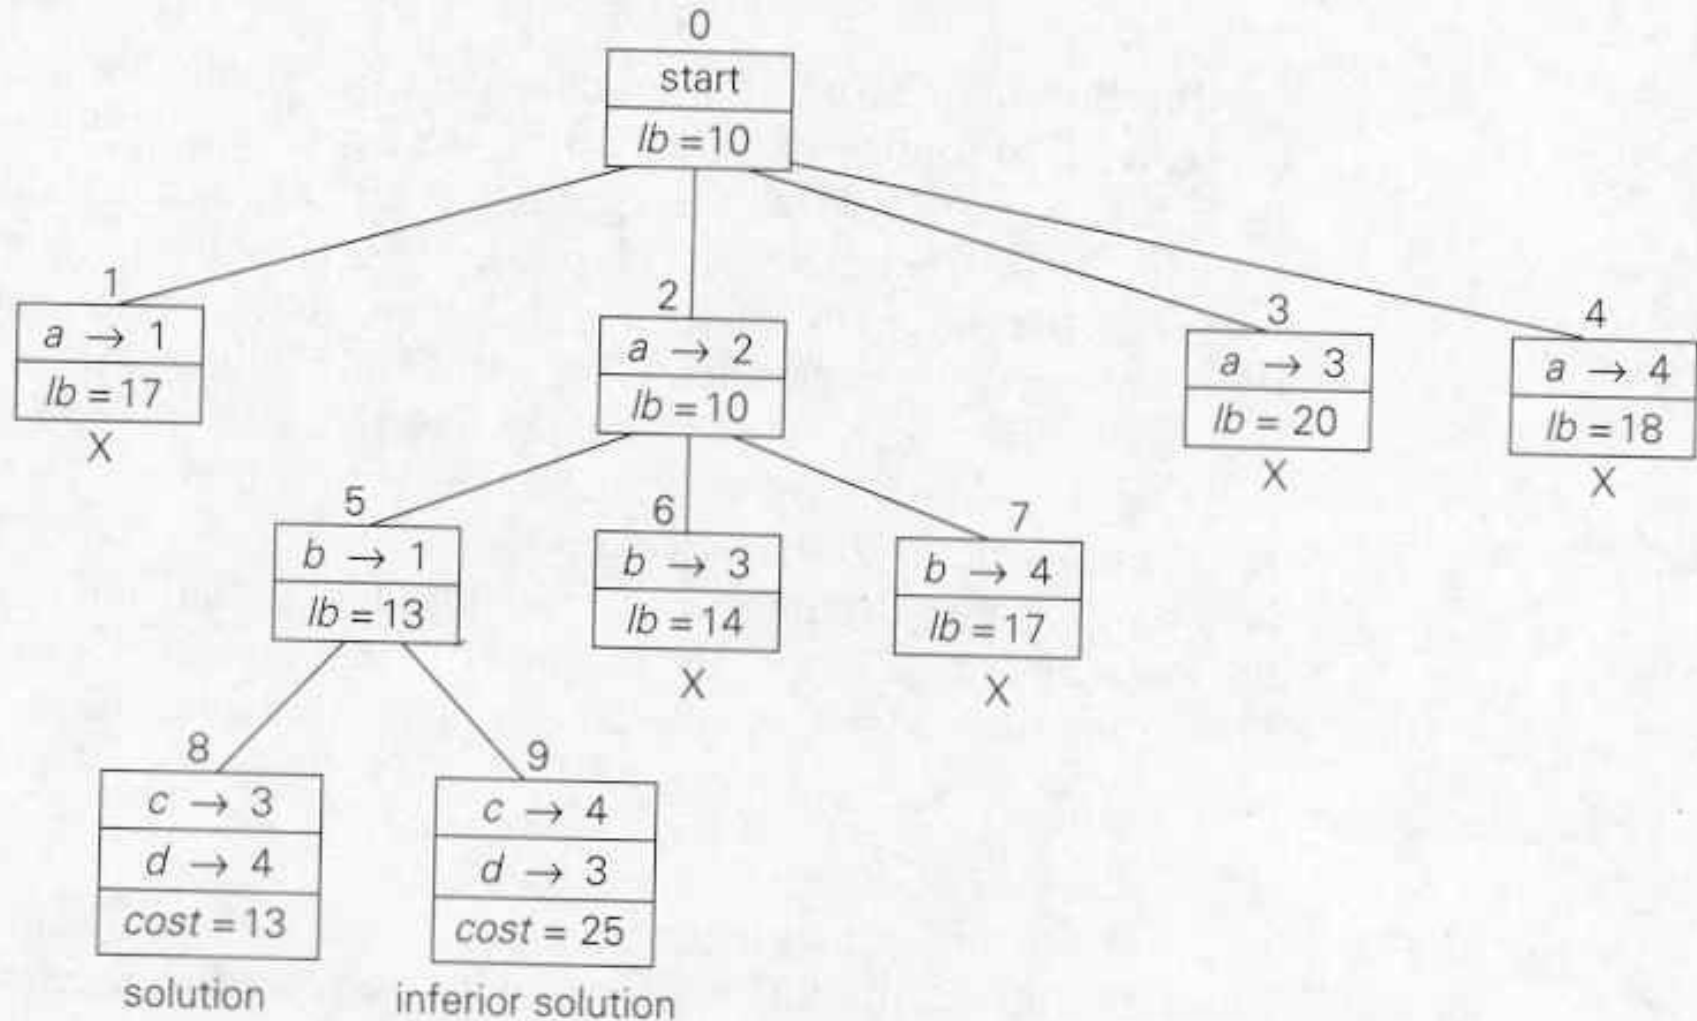 0
start
lb = 10
1
a → 1
lb = 17
X
2
a → 2
lb = 10
3
a → 3
lb = 20
X
4
a → 4
lb = 18
X
5
b → 1
lb = 13
6
b → 3
lb = 14
X
7
b → 4
lb = 17
X
8
c → 3
d → 4
cost = 13
solution
9
c → 4
d → 3
cost = 25
inferior solution